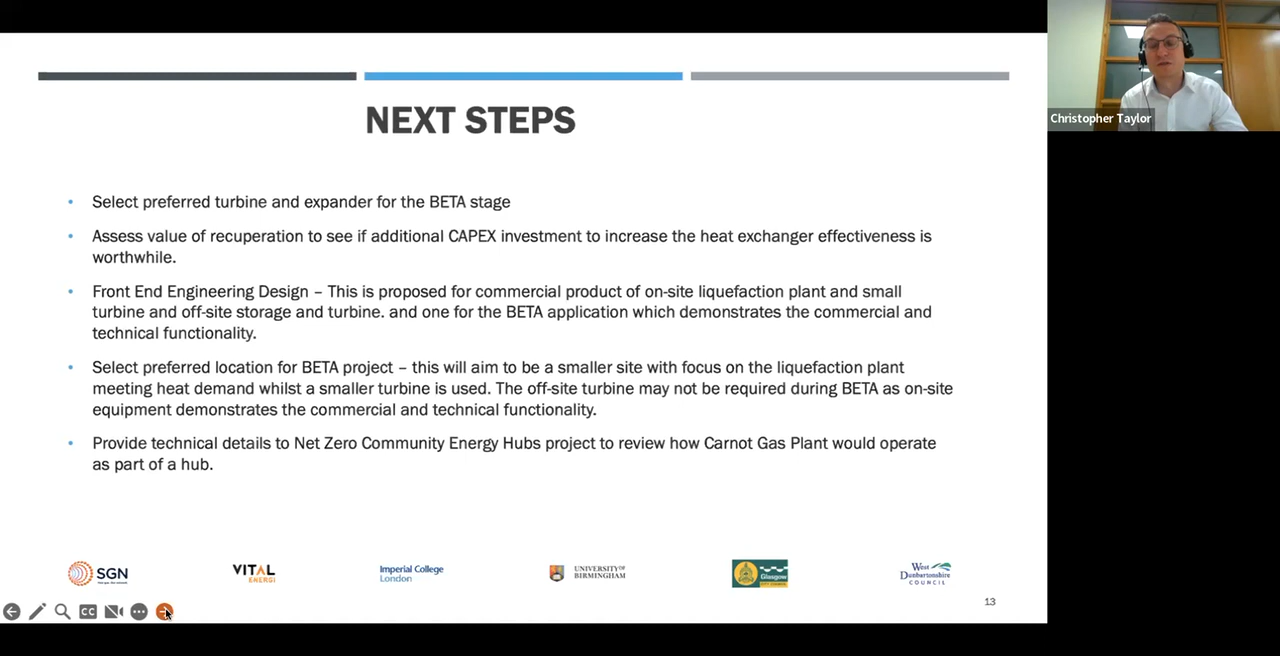 NEXT STEPS
Select preferred turbine and expander for the BETA stage
Assess value of recuperation to see if additional CAPEX investment to increase the heat exchanger effectiveness is
worthwhile.
Front End Engineering Design – This is proposed for commercial product of on-site liquefaction plant and small
turbine and off-site storage and turbine. and one for the BETA application which demonstrates the commercial and
technical functionality.
Select preferred location for BETA project – this will aim to be a smaller site with focus on the liquefaction plant
meeting heat demand whilst a smaller turbine is used. The off-site turbine may not be required during BETA as on-site
equipment demonstrates the commercial and technical functionality.
Provide technical details to Net Zero Community Energy Hubs project to review how Carnot Gas Plant would operate
as part of a hub.
SGN
VITAL
ENERGI
Imperial College
London
UNIVERSITY OF
BIRMINGHAM
Glasgow
CITY COUNCIL
West
Dunbartonshire
COUNCIL
13
CC
Christopher Taylor